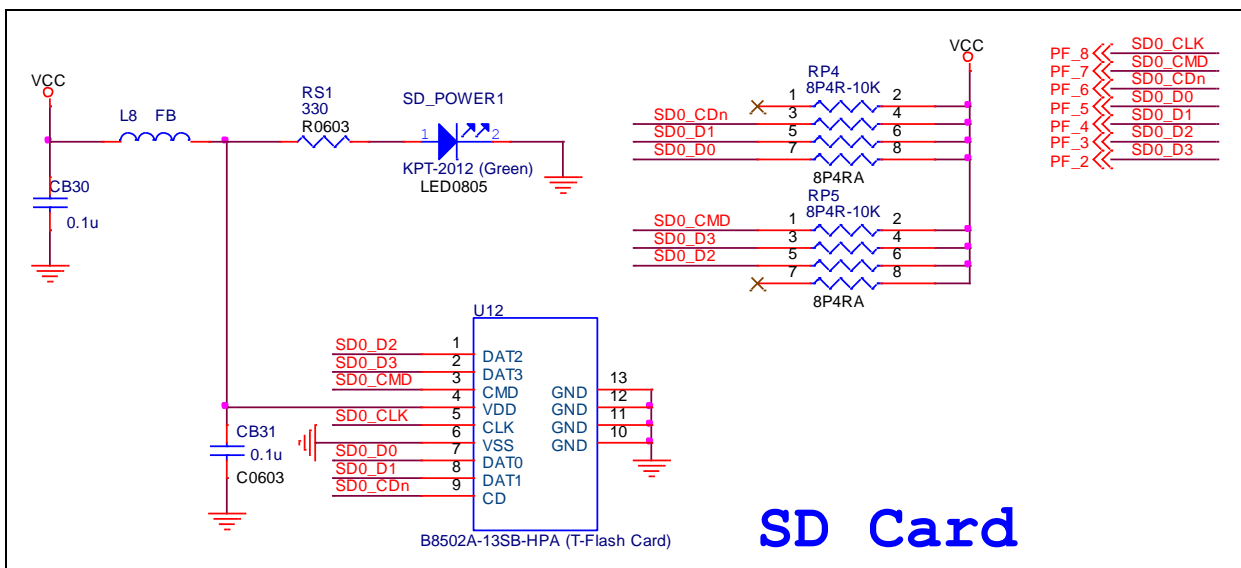 VCC
L8 FB
CB30
0.1u
RS1
330
R0603
SD_POWER1
1 2
KPT-2012 (Green)
LED0805
CB31
0.1u
C0603
VCC
RP4
8P4R-10K
1 2
SD0_CDn 3 4
SD0_D1 5 6
SD0_D0 7 8
8P4RA
RP5
8P4R-10K
SD0_CMD 1 2
SD0_D3 3 4
SD0_D2 5 6
7 8
8P4RA
PF_8 SD0_CLK
PF_7 SD0_CMD
PF_6 SD0_CDn
PF_5 SD0_D0
PF_4 SD0_D1
PF_3 SD0_D2
PF_2 SD0_D3
U12
SD0_D2 1 DAT2
SD0_D3 2 DAT3
SD0_CMD 3 CMD GND 13
4 VDD GND 12
SD0_CLK 5 CLK GND 11
6 VSS GND 10
SD0_D0 7 DAT0
SD0_D1 8 DAT1
SD0_CDn 9 CD
B8502A-13SB-HPA (T-Flash Card)
SD Card